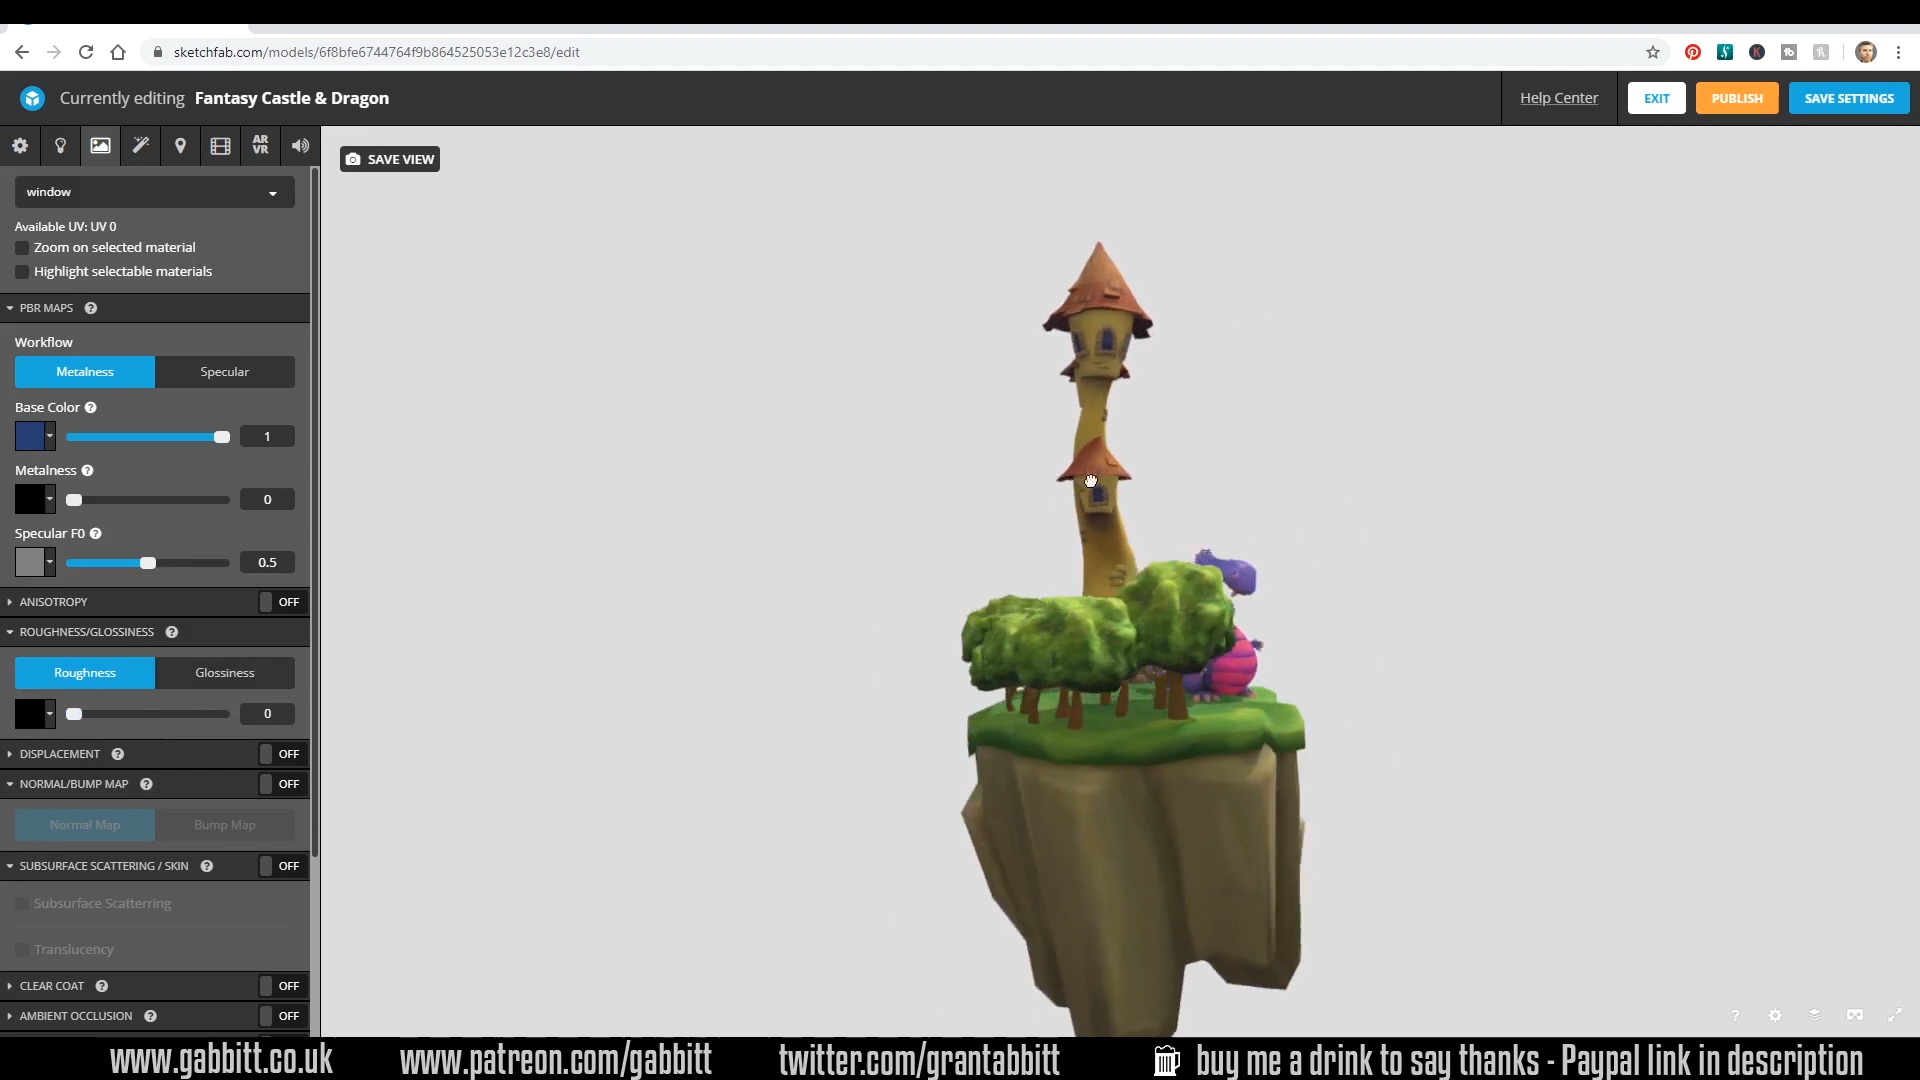 sketchfab.com/models/6f8bfe6744764f9b864525053e12c3e8/edit
Currently editing Fantasy Castle & Dragon
Help Center
EXIT
PUBLISH
SAVE SETTINGS
AR
VR
SAVE VIEW
window
Available UV: UV 0
Zoom on selected material
Highlight selectable materials
PBR MAPS ?
Workflow
Metalness
Specular
Base Color ?
1
Metalness ?
0
Specular F0 ?
0.5
ANISOTROPY
OFF
ROUGHNESS/GLOSSINESS ?
Roughness
Glossiness
0
DISPLACEMENT ?
OFF
NORMAL/BUMP MAP ?
OFF
Normal Map
Bump Map
SUBSURFACE SCATTERING / SKIN ?
OFF
Subsurface Scatterring
Translucency
CLEAR COAT ?
OFF
AMBIENT OCCLUSION ?
OFF
?
www.gabbitt.co.uk
www.patreon.com/gabbitt
twitter.com/grantabbitt
buy me a drink to say thanks - Paypal link in description